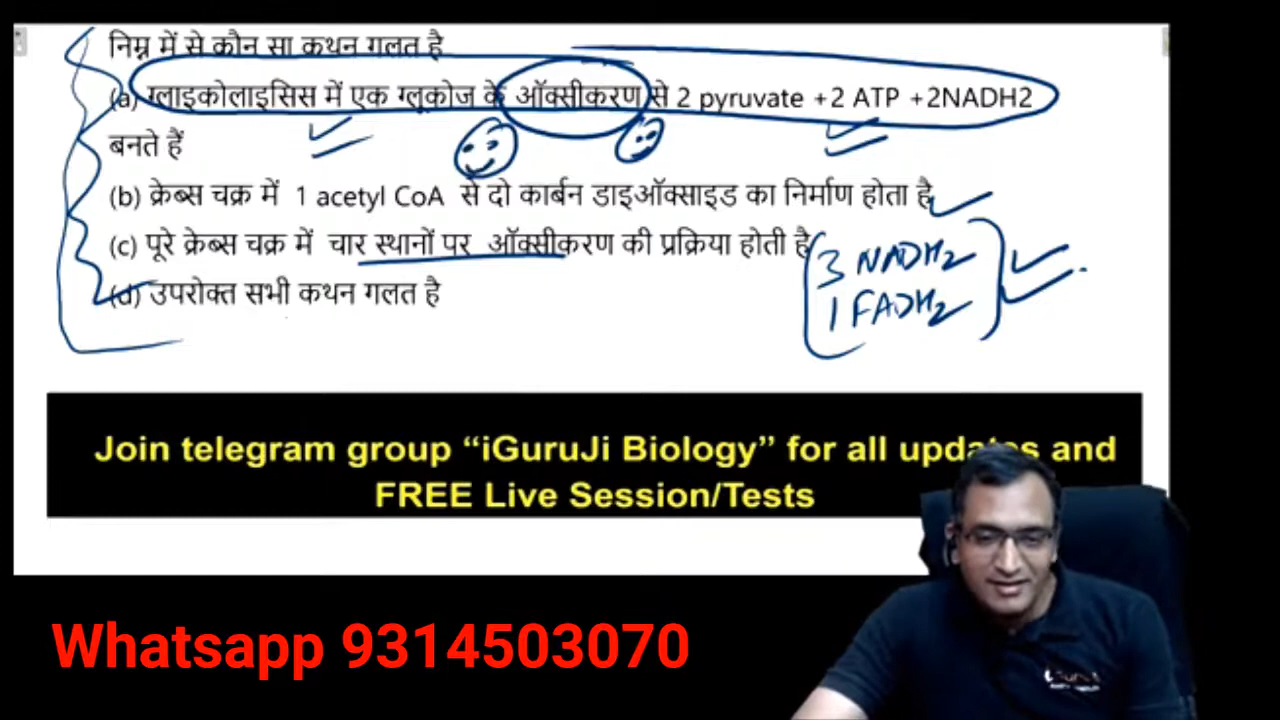 निम्न में से कौन सा कथन गलत है
(a) ग्लाइकोलाइसिस में एक ग्लूकोज के ऑक्सीकरण से 2 pyruvate +2 ATP +2NADH2
बनते हैं
(b) क्रेब्स चक्र में 1 acetyl CoA से दो कार्बन डाइऑक्साइड का निर्माण होता है
(c) पूरे क्रेब्स चक्र में चार स्थानों पर ऑक्सीकरण की प्रक्रिया होती है
3 NADH2
1 FADH2
(d) उपरोक्त सभी कथन गलत है
Join telegram group “iGuruJi Biology” for all updates and
FREE Live Session/Tests
Whatsapp 9314503070